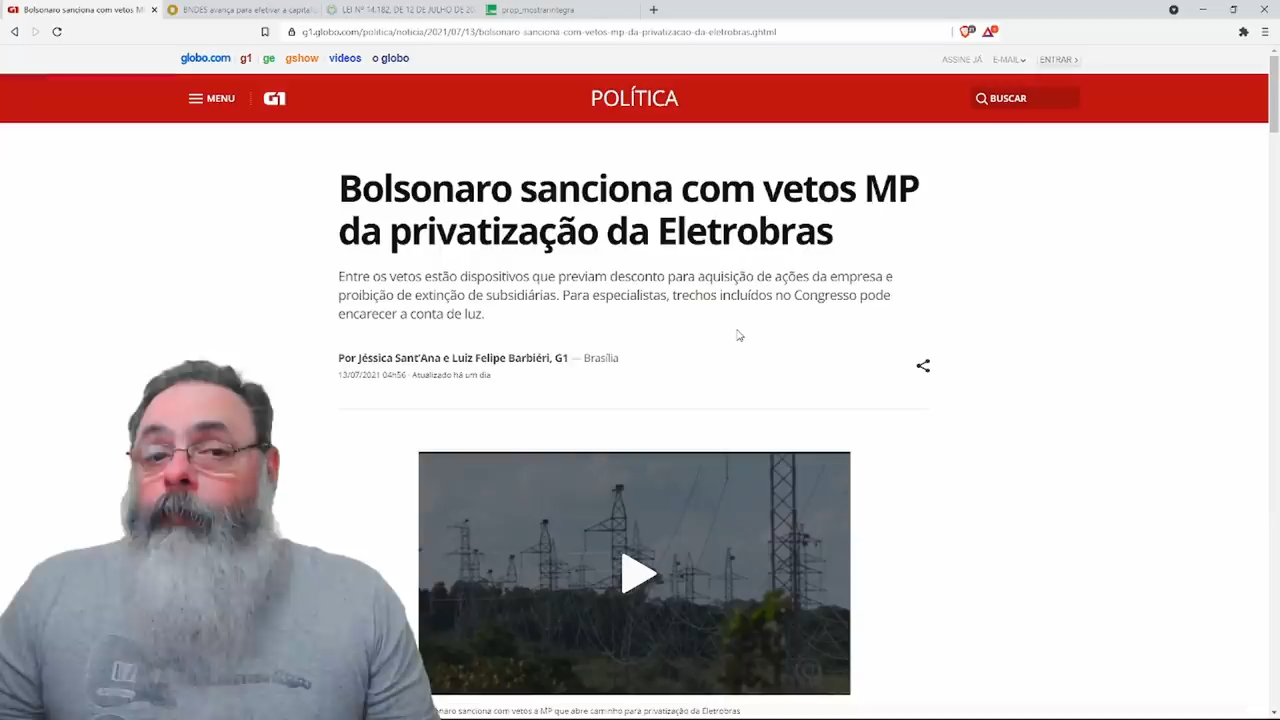 Bolsonaro sanciona com vetos M
BNDES avança para efetivar a capitali
LEI Nº 14.182, DE 12 DE JULHO DE 20
prop_mostrarintegra
g1.globo.com/politica/noticia/2021/07/13/bolsonaro-sanciona-com-vetos-mp-da-privatizacao-da-eletrobras.ghtml
globo.com g1 ge gshow videos o globo
ASSINE JÁ E-MAIL ENTRAR
MENU G1 POLÍTICA BUSCAR
Bolsonaro sanciona com vetos MP
da privatização da Eletrobras
Entre os vetos estão dispositivos que previam desconto para aquisição de ações da empresa e
proibição de extinção de subsidiárias. Para especialistas, trechos incluídos no Congresso pode
encarecer a conta de luz.
Por Jéssica Sant'Ana e Luiz Felipe Barbiéri, G1 — Brasília
13/07/2021 04h56 · Atualizado há um dia
onaro sanciona com vetos a MP que abre caminho para privatização da Eletrobras